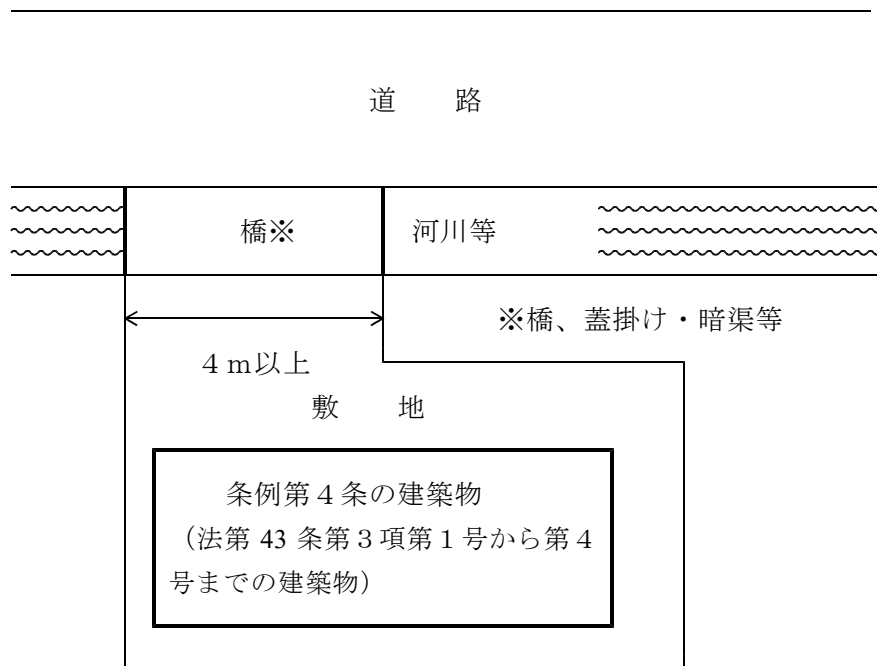 道　　路
橋※
河川等
※橋、蓋掛け・暗渠等
４ｍ以上
敷　　地
条例第４条の建築物
（法第 43 条第３項第１号から第４
号までの建築物）